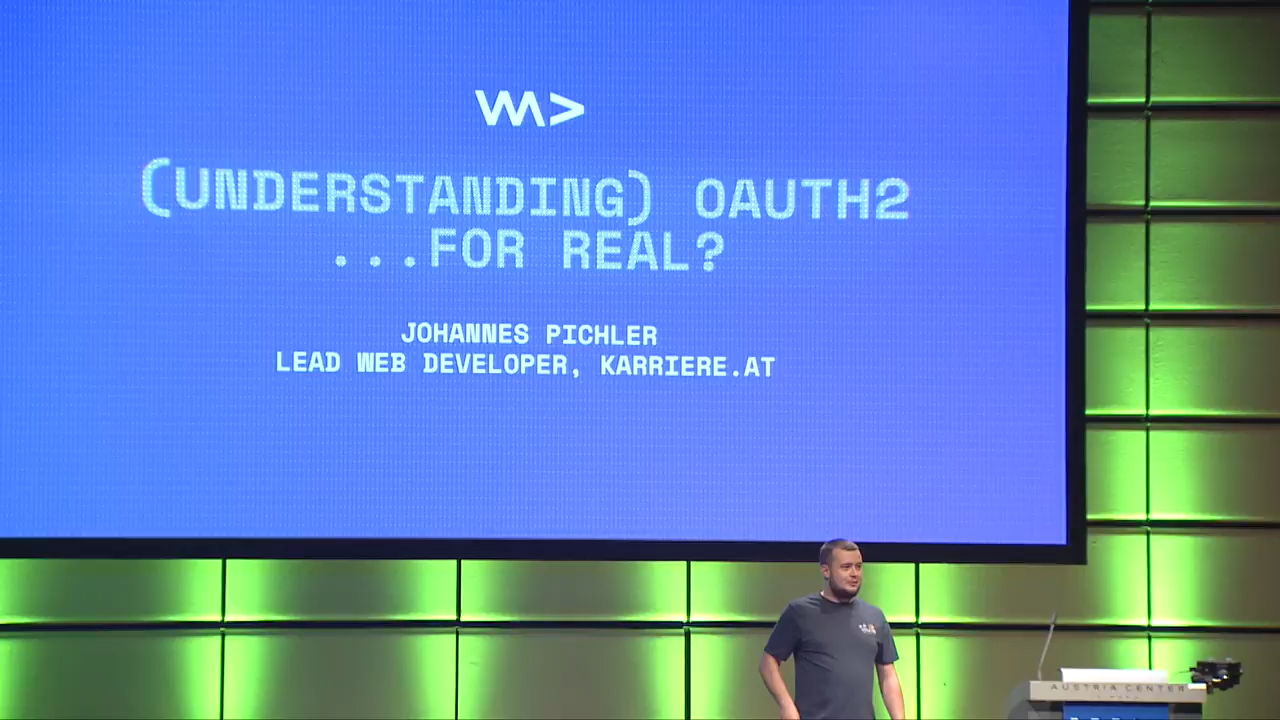 (UNDERSTANDING) OAUTH2
...FOR REAL?
JOHANNES PICHLER
LEAD WEB DEVELOPER, KARRIERE.AT
AUSTRIA CENTER